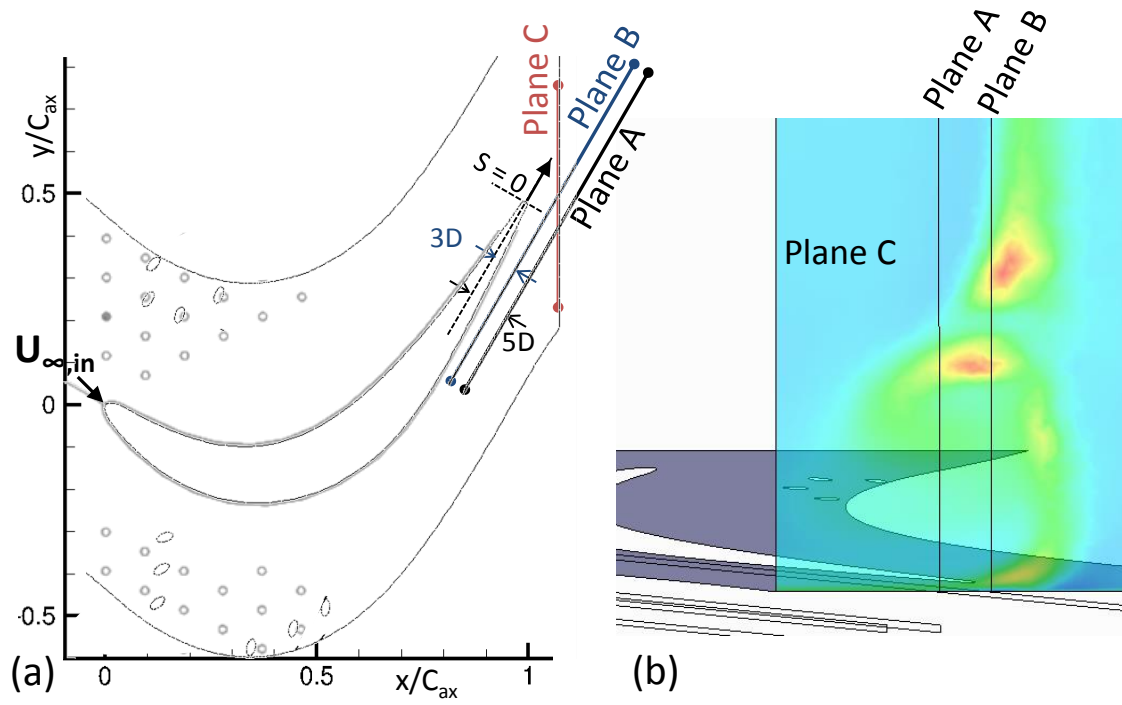 y/C_ax
0.5
0
-0.5
0
0.5
1
x/C_ax
U_∞,in
S = 0
3D
5D
Plane C
Plane B
Plane A
(a)
Plane A
Plane B
Plane C
(b)